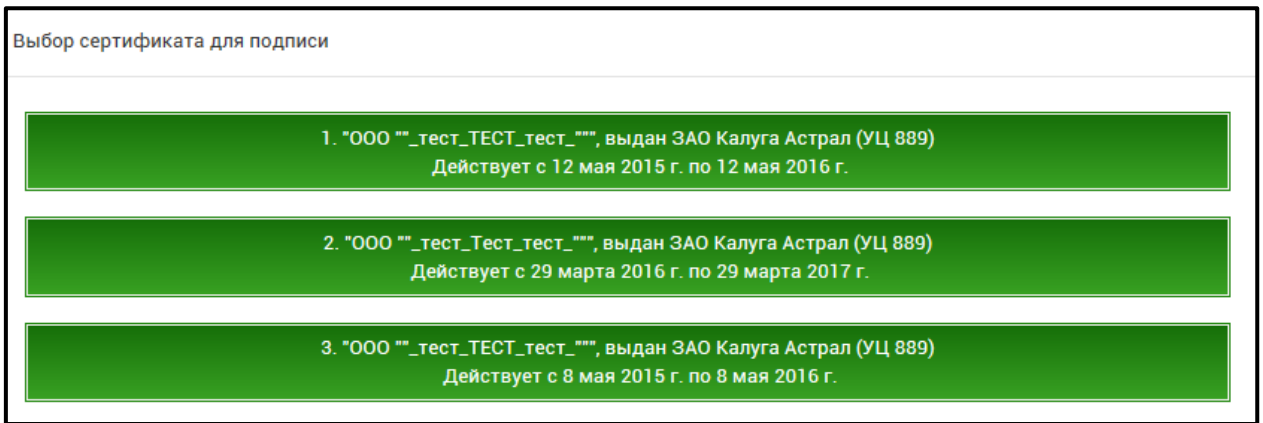 Выбор сертификата для подписи
1. "ООО ""_тест_ТЕСТ_тест_""", выдан ЗАО Калуга Астрал (УЦ 889)
Действует с 12 мая 2015 г. по 12 мая 2016 г.
2. "ООО ""_тест_Тест_тест_""", выдан ЗАО Калуга Астрал (УЦ 889)
Действует с 29 марта 2016 г. по 29 марта 2017 г.
3. "ООО ""_тест_ТЕСТ_тест_""", выдан ЗАО Калуга Астрал (УЦ 889)
Действует с 8 мая 2015 г. по 8 мая 2016 г.